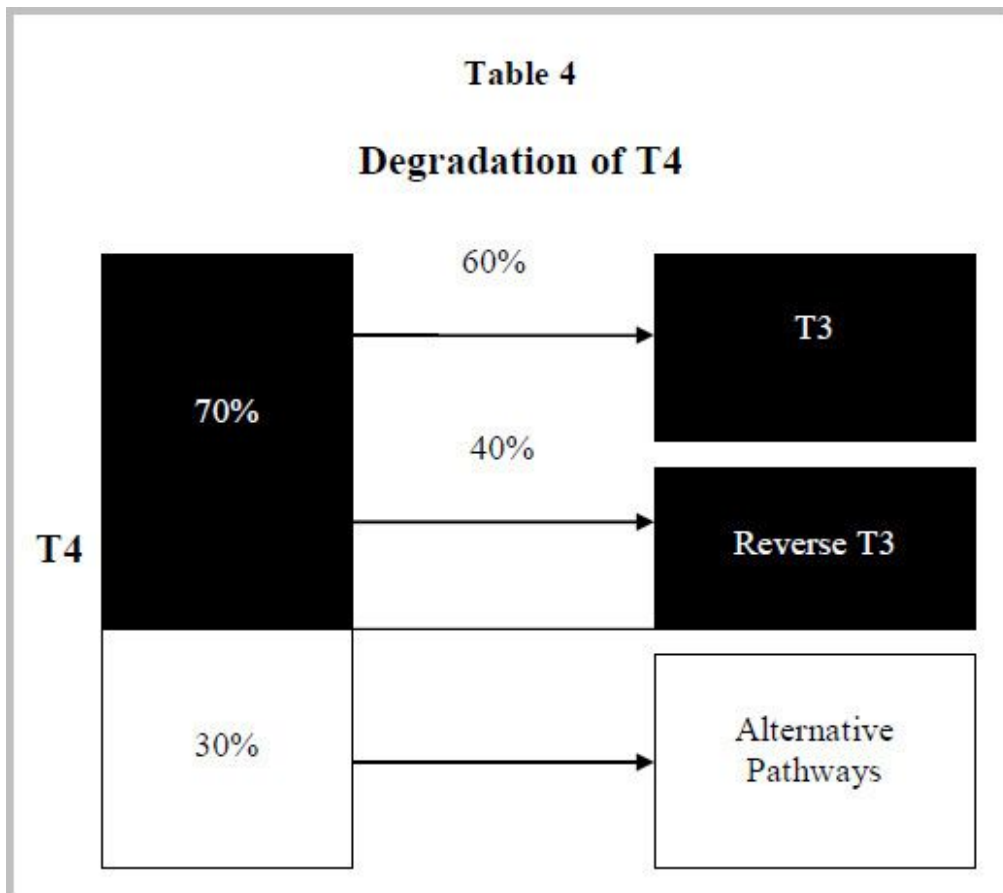 Table 4
Degradation of T4
60%
T3
70%
40%
T4
Reverse T3
30%
Alternative
Pathways